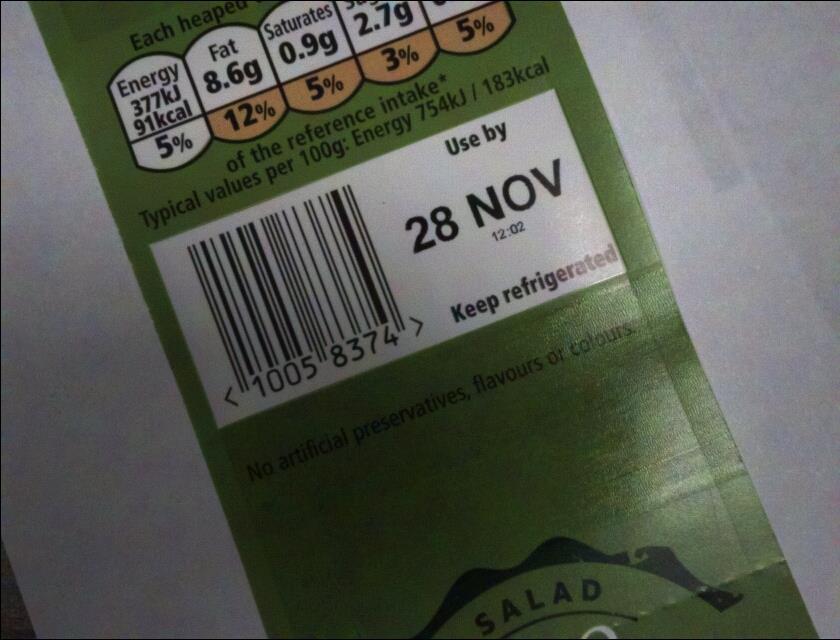 Each heaped
Energy
377kJ
91kcal
5%
Fat
8.6g
12%
Saturates
0.9g
5%
2.7g
3%
5%
of the reference intake*
Typical values per 100g: Energy 754kJ / 183kcal
Use by
28 NOV
12:02
Keep refrigerated
< 1005 8374 >
No artificial preservatives, flavours or colours.
SALAD